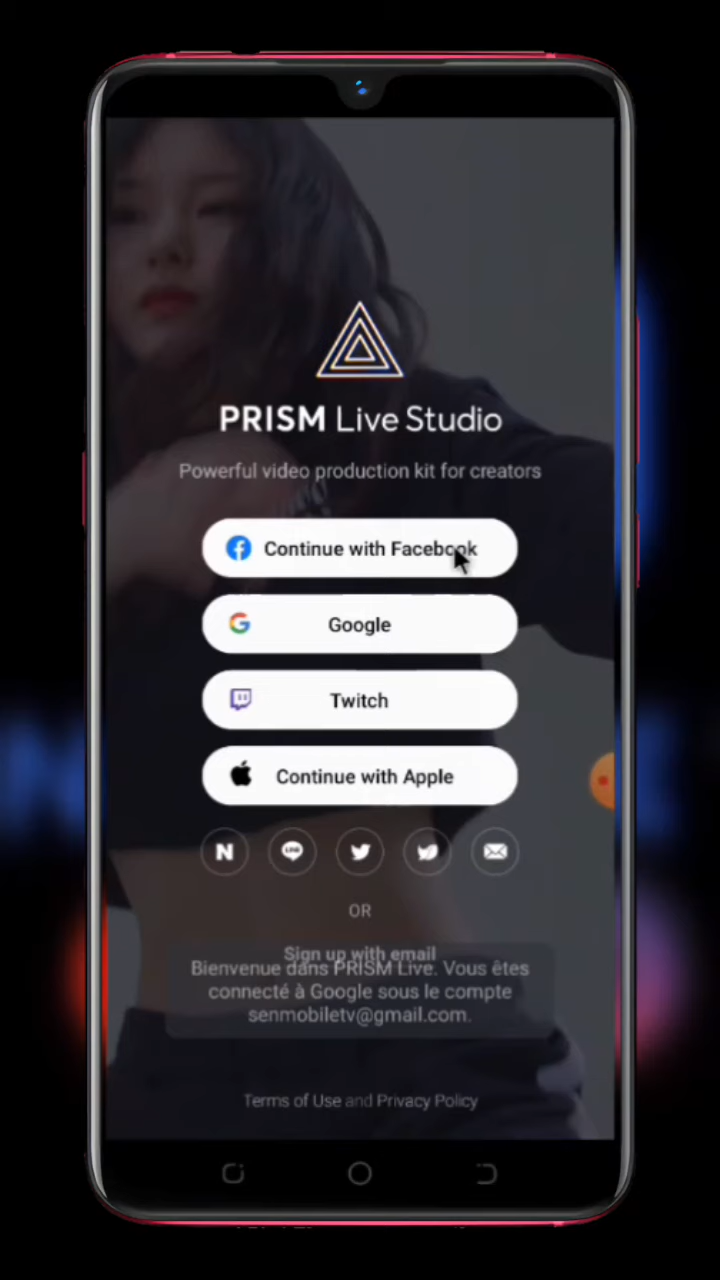 PRISM Live Studio
Powerful video production kit for creators
Continue with Facebook
Google
Twitch
Continue with Apple
N LINE
OR
Sign up with email
Bienvenue dans PRISM Live. Vous êtes
connecté à Google sous le compte
senmobiletv@gmail.com.
Terms of Use and Privacy Policy